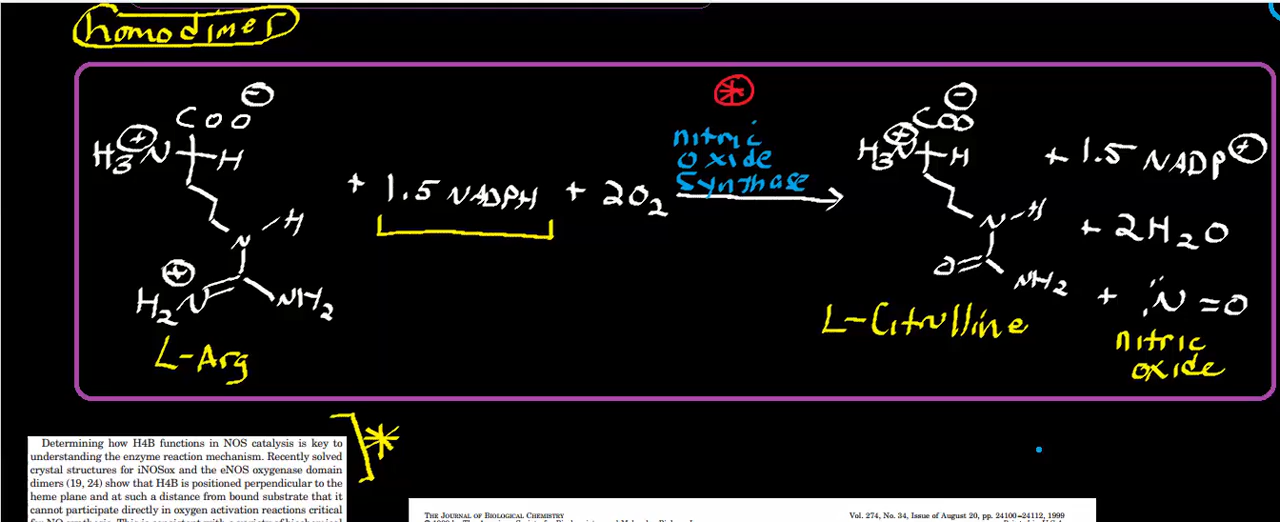 homodimer
COO ⊖
H3N ⊕ H
N H
⊕
H2N NH2
L-Arg
+ 1.5 NADPH + 2O2
nitric
oxide
synthase
⊖
COO
H3N ⊕ H
N-H
O NH2
L-Citrulline
+ 1.5 NADP⊕
+ 2H2O
+ :N̈=O
nitric
oxide
Determining how H4B functions in NOS catalysis is key to
understanding the enzyme reaction mechanism. Recently solved
crystal structures for iNOSox and the eNOS oxygenase domain
dimers (19, 24) show that H4B is positioned perpendicular to the
heme plane and at such a distance from bound substrate that it
cannot participate directly in oxygen activation reactions critical
THE JOURNAL OF BIOLOGICAL CHEMISTRY
Vol. 274, No. 34, Issue of August 20, pp. 24100–24112, 1999